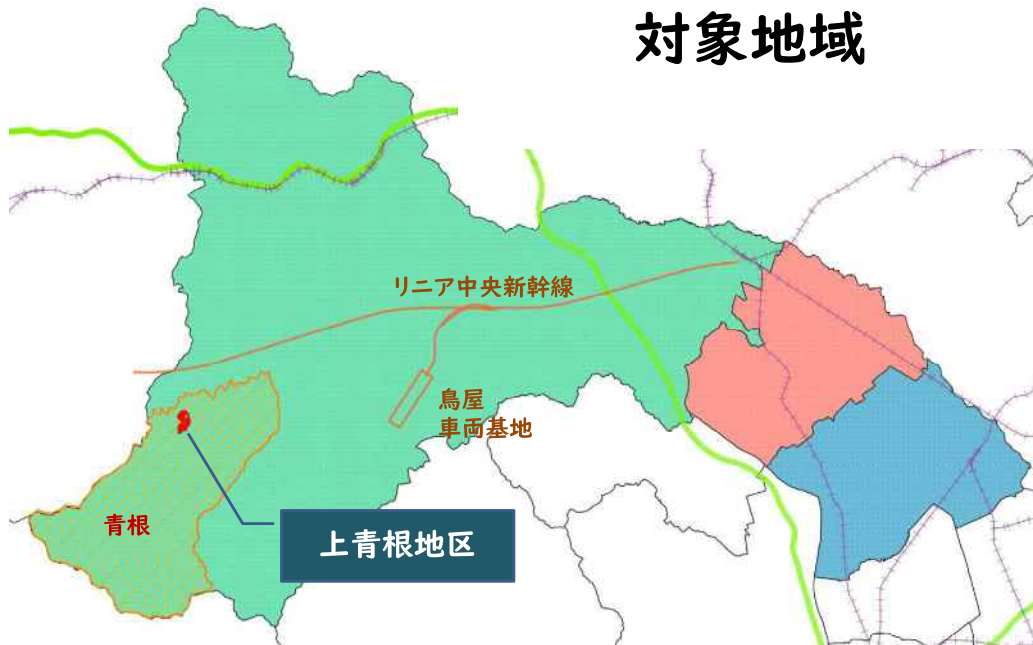 対象地域
リニア中央新幹線
鳥屋
車両基地
青根
上青根地区